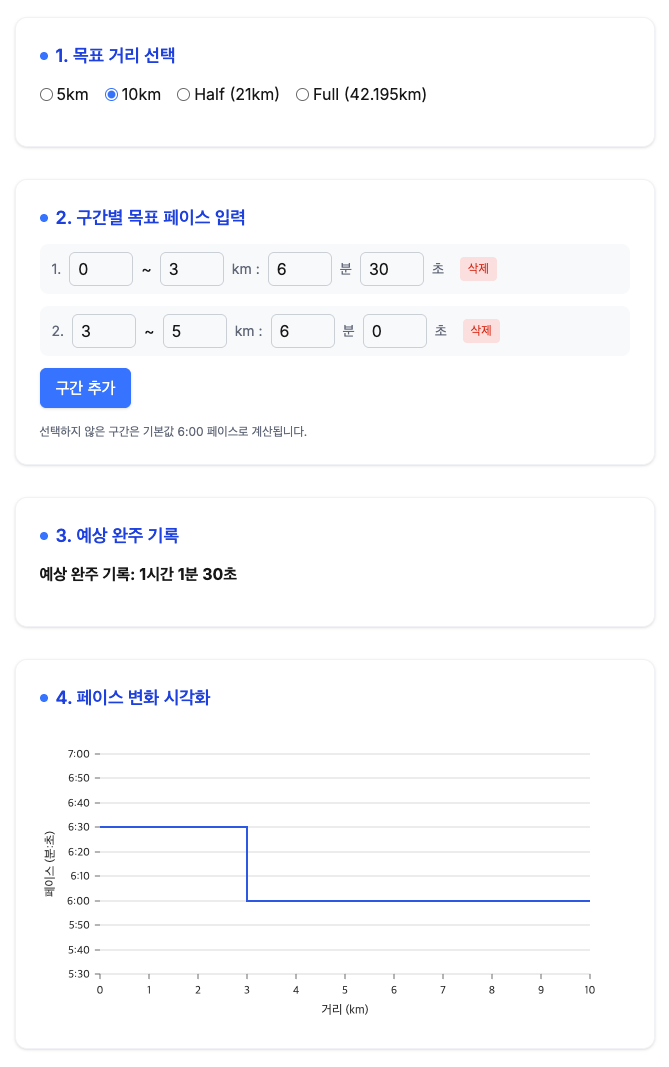 1. 목표 거리 선택
5km 10km Half (21km) Full (42.195km)
2. 구간별 목표 페이스 입력
1. 0 ~ 3 km : 6 분 30 초 삭제
2. 3 ~ 5 km : 6 분 0 초 삭제
구간 추가
선택하지 않은 구간은 기본값 6:00 페이스로 계산됩니다.
3. 예상 완주 기록
예상 완주 기록: 1시간 1분 30초
4. 페이스 변화 시각화
페이스 (분:초)
7:00
6:50
6:40
6:30
6:20
6:10
6:00
5:50
5:40
5:30
0 1 2 3 4 5 6 7 8 9 10
거리 (km)